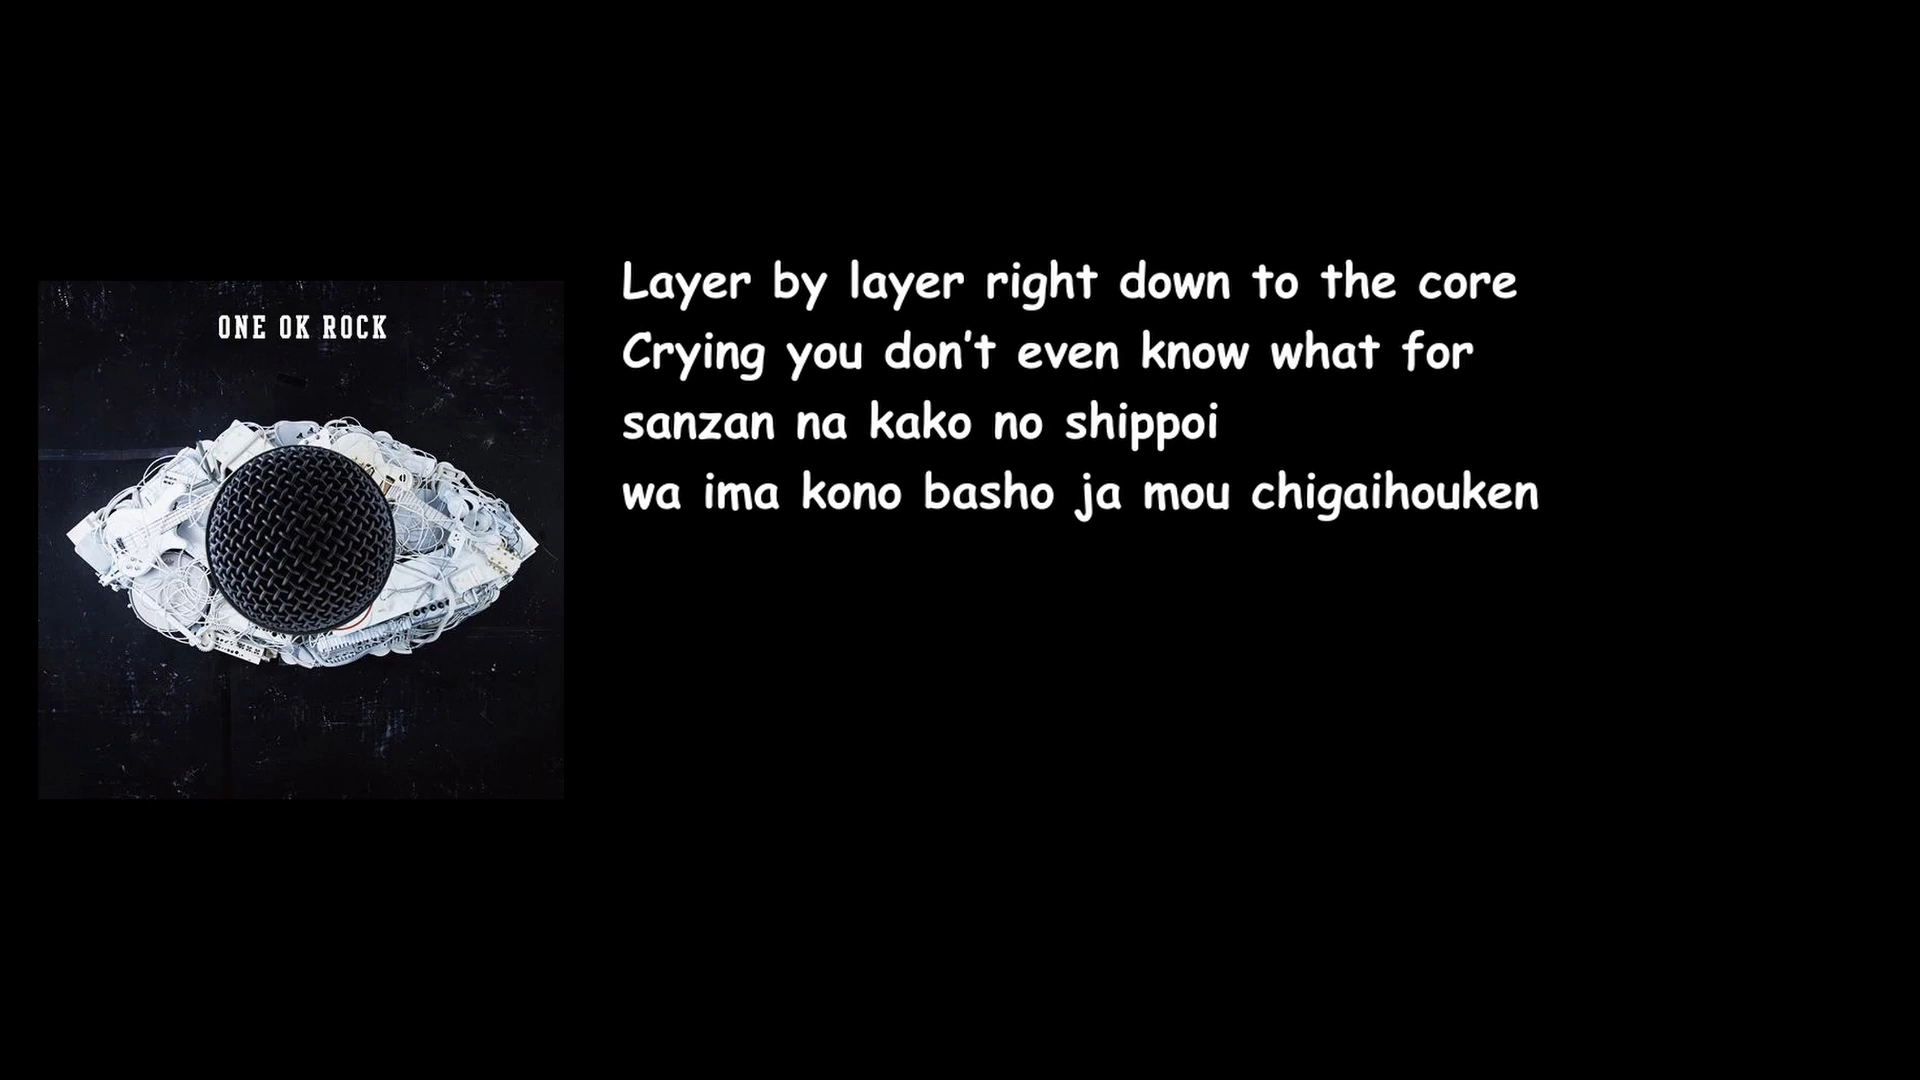 ONE OK ROCK
Layer by layer right down to the core
Crying you don't even know what for
sanzan na kako no shippoi
wa ima kono basho ja mou chigaihouken